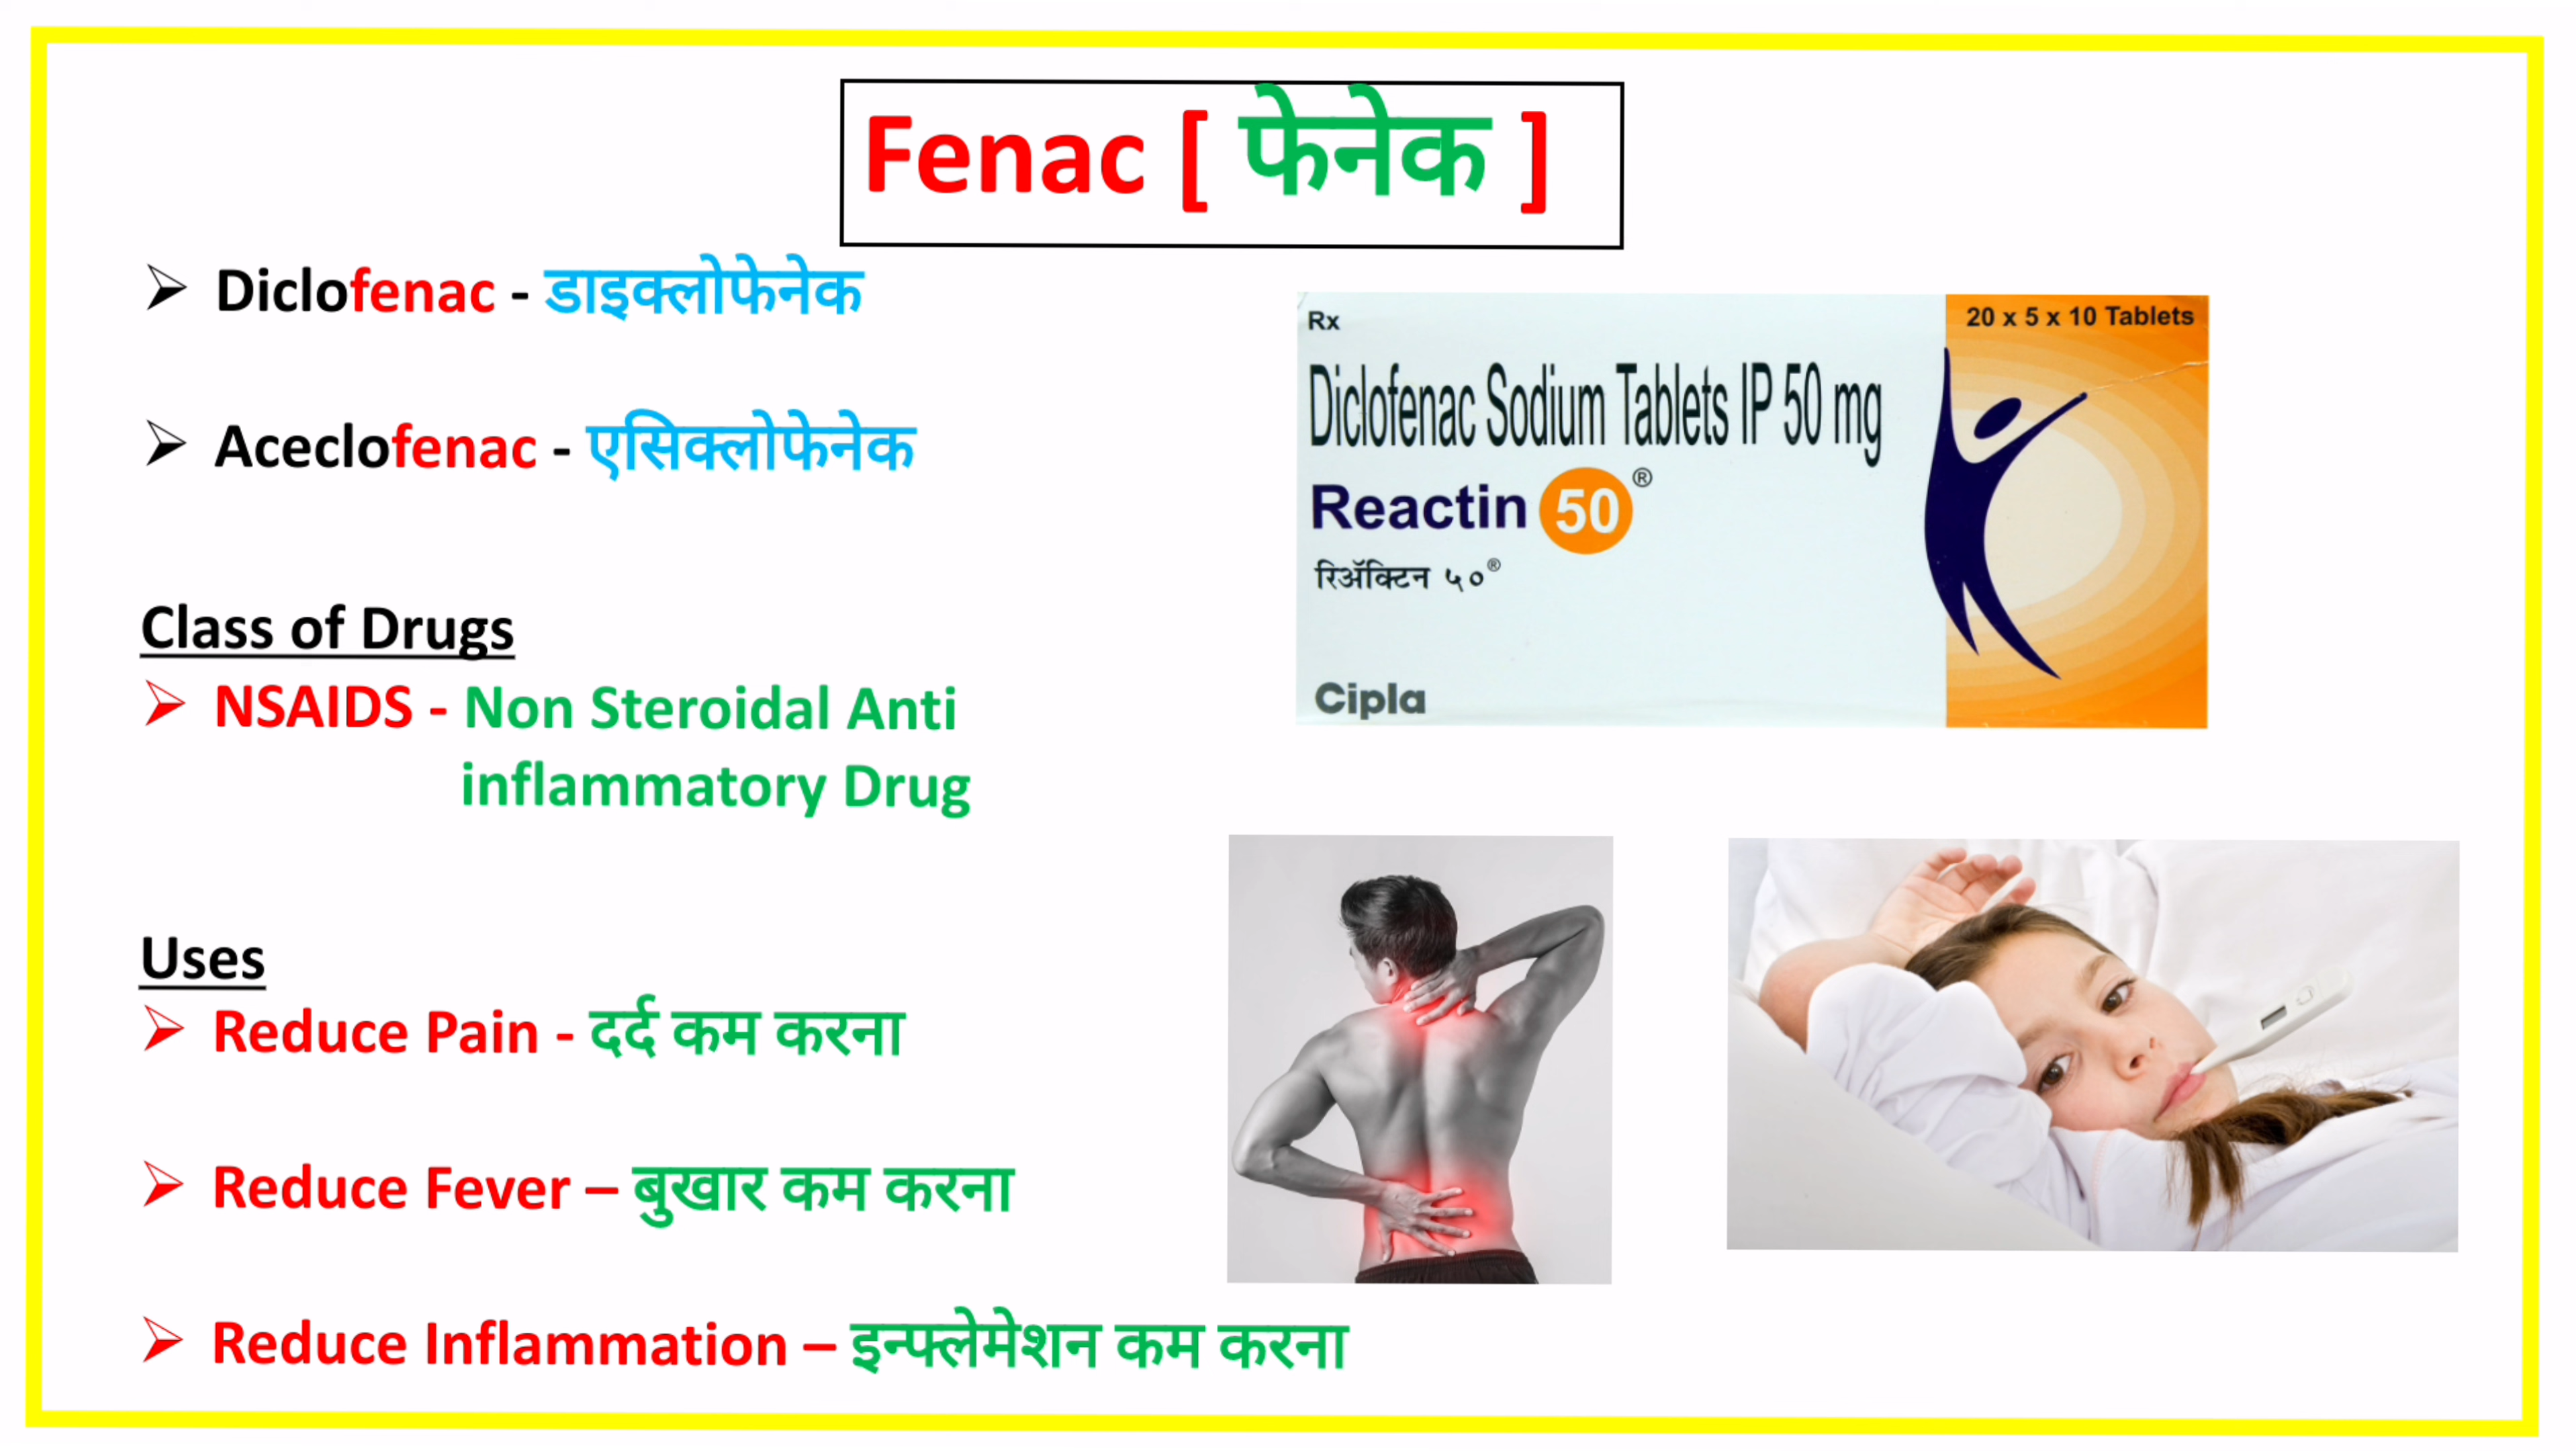 Fenac [ फेनेक ]
Diclofenac - डाइक्लोफेनेक
Aceclofenac - एसिक्लोफेनेक
Class of Drugs
NSAIDS - Non Steroidal Anti
inflammatory Drug
Uses
Reduce Pain - दर्द कम करना
Reduce Fever – बुखार कम करना
Reduce Inflammation – इन्फ्लेमेशन कम करना
Rx
20 x 5 x 10 Tablets
Diclofenac Sodium Tablets IP 50 mg
Reactin 50®
रिॲक्टिन ५०®
Cipla